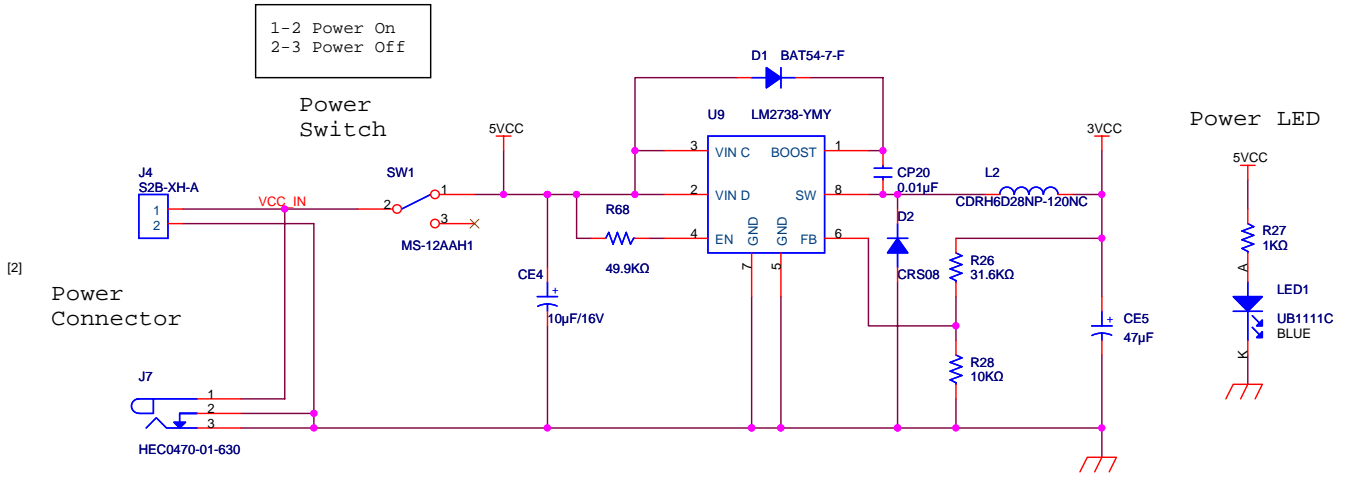 1-2 Power On
2-3 Power Off
Power
Switch
D1 BAT54-7-F
U9 LM2738-YMY
Power LED
5VCC
3VCC
5VCC
3 VIN C BOOST 1
CP20
0.01µF
J4
S2B-XH-A
SW1
L2
VCC_IN
1
2
2
1
3
MS-12AAH1
2 VIN D SW 8
CDRH6D28NP-120NC
R68
49.9KΩ
4 EN GND GND FB 6
7 5
D2
CRS08
R26
31.6KΩ
R27
1KΩ
A
[2]
Power
Connector
CE4
+
10µF/16V
+
CE5
47µF
LED1
UB1111C
BLUE
K
R28
10KΩ
J7
1
2
3
HEC0470-01-630